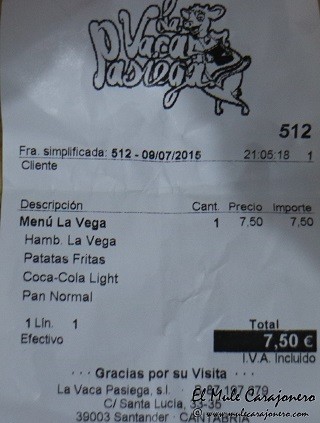 La
Vaca
Pasiega
512
Fra. simplificada: 512 - 09/07/2015 21:05:18 1
Cliente
Descripción Cant. Precio Importe
Menú La Vega 1 7,50 7,50
Hamb. La Vega
Patatas Fritas
Coca-Cola Light
Pan Normal
1 Lín. 1 Total
Efectivo 7,50 €
I.V.A. Incluido
· · · Gracias por su Visita · · ·
La Vaca Pasiega, s.l. -
C/ Santa Lucía, 33-35
39003 Santander - CANTABRIA
El Mule Carajonero
© www.mulecarajonero.com